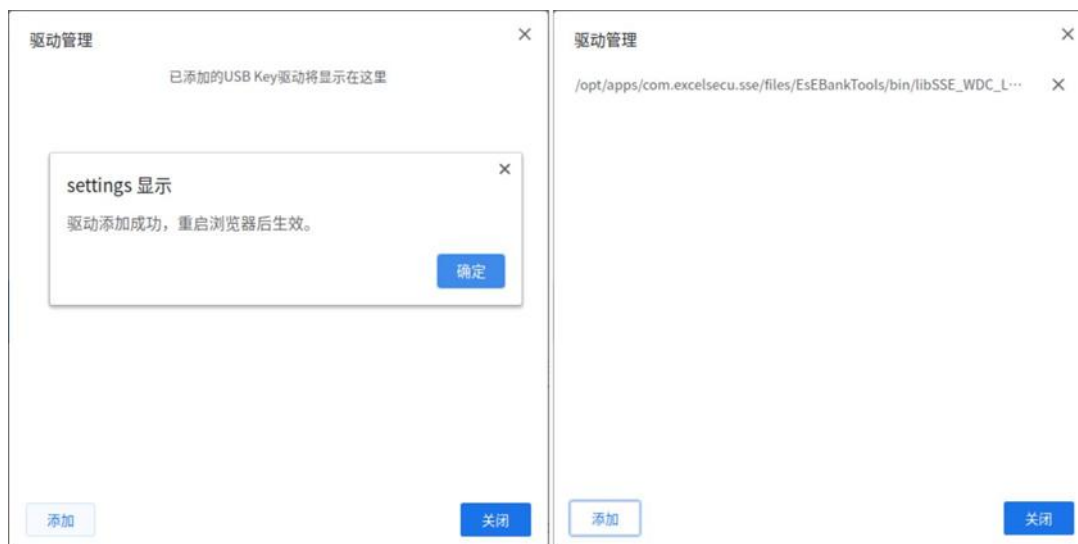 驱动管理
已添加的USB Key驱动将显示在这里
settings 显示
驱动添加成功，重启浏览器后生效。
确定
添加
关闭
驱动管理
/opt/apps/com.excelsecu.sse/files/EsEBankTools/bin/libSSE_WDC_L…
添加
关闭